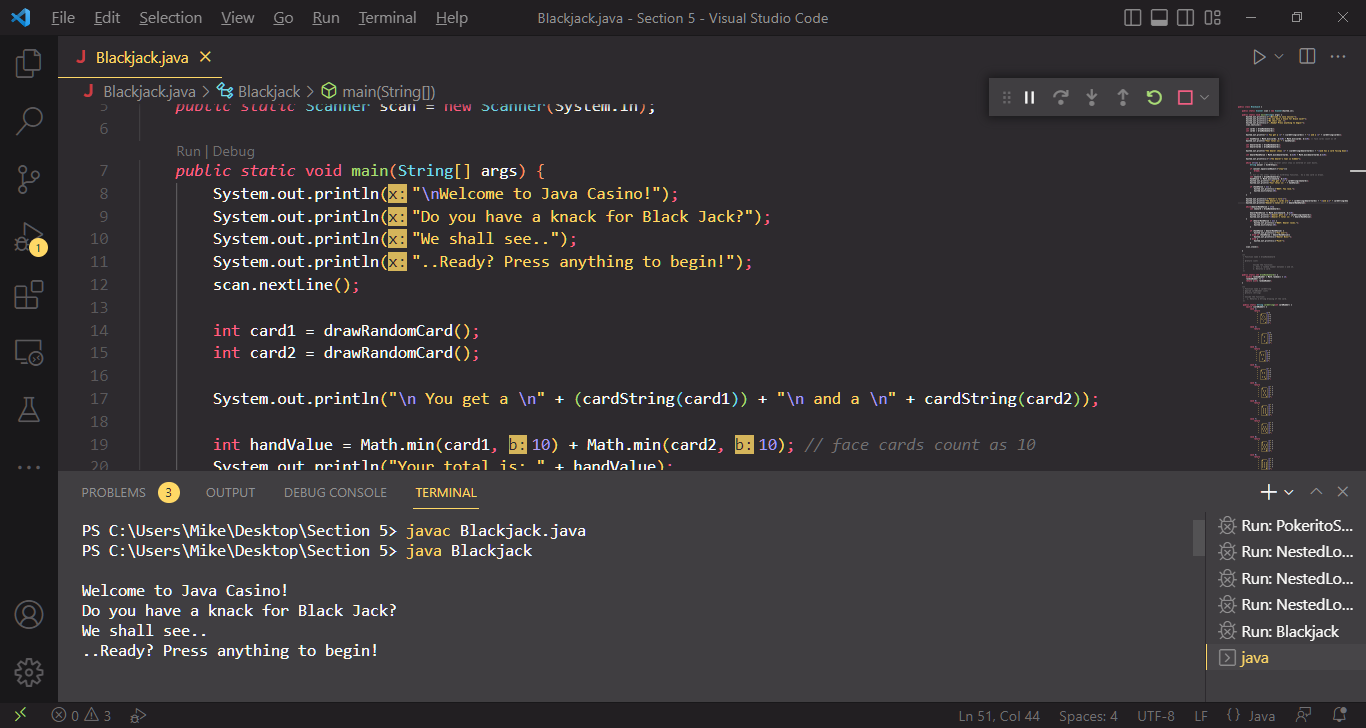 File Edit Selection View Go Run Terminal Help
Blackjack.java - Section 5 - Visual Studio Code
J Blackjack.java
J Blackjack.java > Blackjack > main(String[])
5 public static Scanner scan = new Scanner(System.in);
6
Run | Debug
7 public static void main(String[] args) {
8 System.out.println(x: "\nWelcome to Java Casino!");
9 System.out.println(x: "Do you have a knack for Black Jack?");
10 System.out.println(x: "We shall see..");
11 System.out.println(x: "..Ready? Press anything to begin!");
12 scan.nextLine();
13
14 int card1 = drawRandomCard();
15 int card2 = drawRandomCard();
16
17 System.out.println("\n You get a \n" + (cardString(card1)) + "\n and a \n" + cardString(card2));
18
19 int handValue = Math.min(card1, b: 10) + Math.min(card2, b: 10); // face cards count as 10
20 System.out.println("Your total is: " + handValue);
1
PROBLEMS 3 OUTPUT DEBUG CONSOLE TERMINAL
PS C:\Users\Mike\Desktop\Section 5> javac Blackjack.java
PS C:\Users\Mike\Desktop\Section 5> java Blackjack
Welcome to Java Casino!
Do you have a knack for Black Jack?
We shall see..
..Ready? Press anything to begin!
Run: PokeritoS...
Run: NestedLo...
Run: NestedLo...
Run: NestedLo...
Run: Blackjack
java
0 3
Ln 51, Col 44 Spaces: 4 UTF-8 LF {} Java